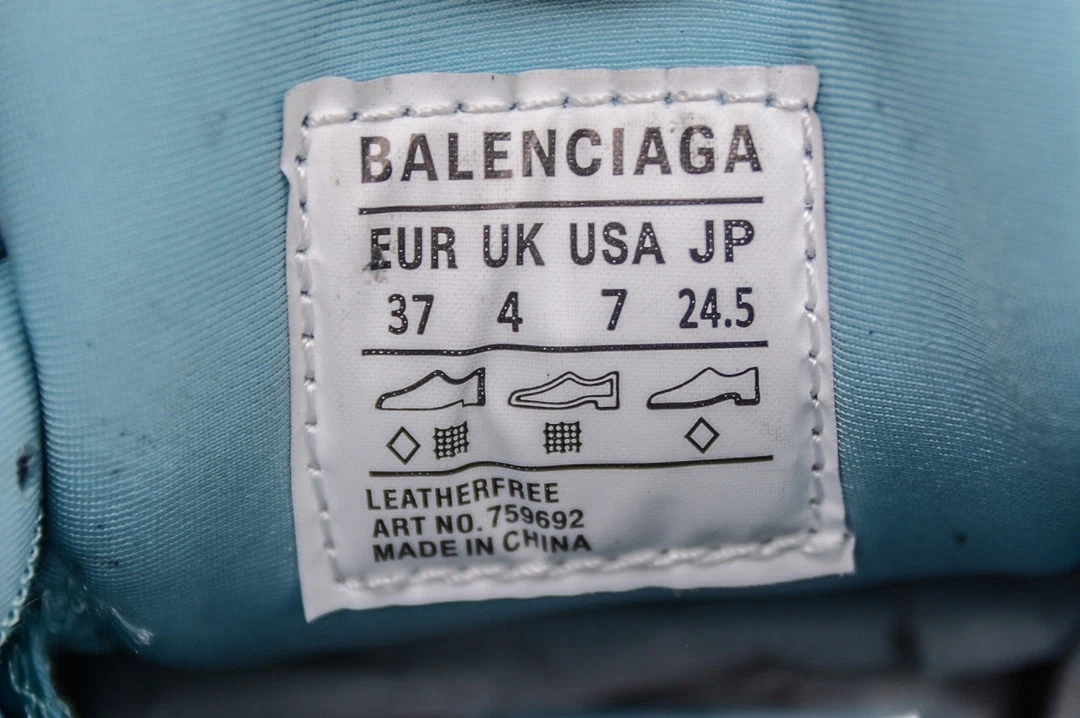 BALENCIAGA
EUR UK USA JP
37 4 7 24.5
LEATHERFREE
ART NO. 759692
MADE IN CHINA